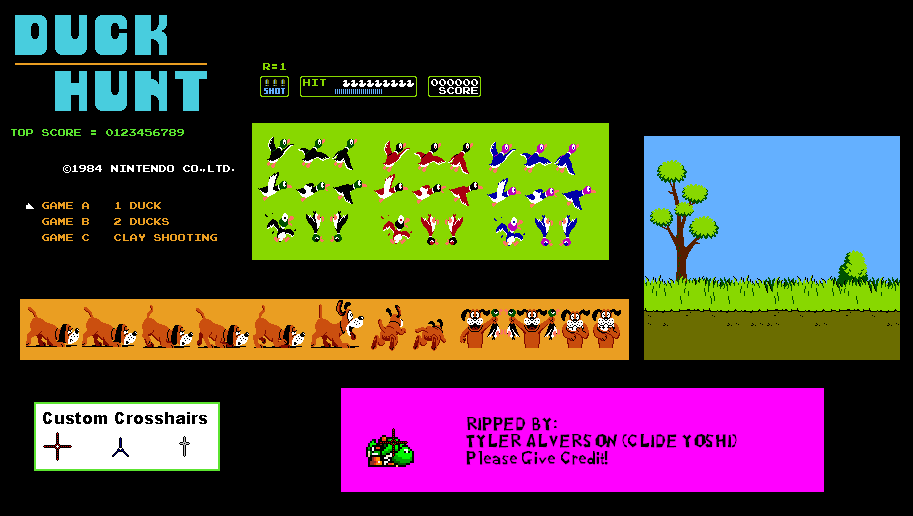 DUCK
HUNT
TOP SCORE = 0123456789
©1984 NINTENDO CO.,LTD.
GAME A 1 DUCK
GAME B 2 DUCKS
GAME C CLAY SHOOTING
R=1
SHOT
HIT
000000
SCORE
Custom Crosshairs
RIPPED BY:
TYLER ALVERSON (CLIDE YOSHI)
Please Give Credit!